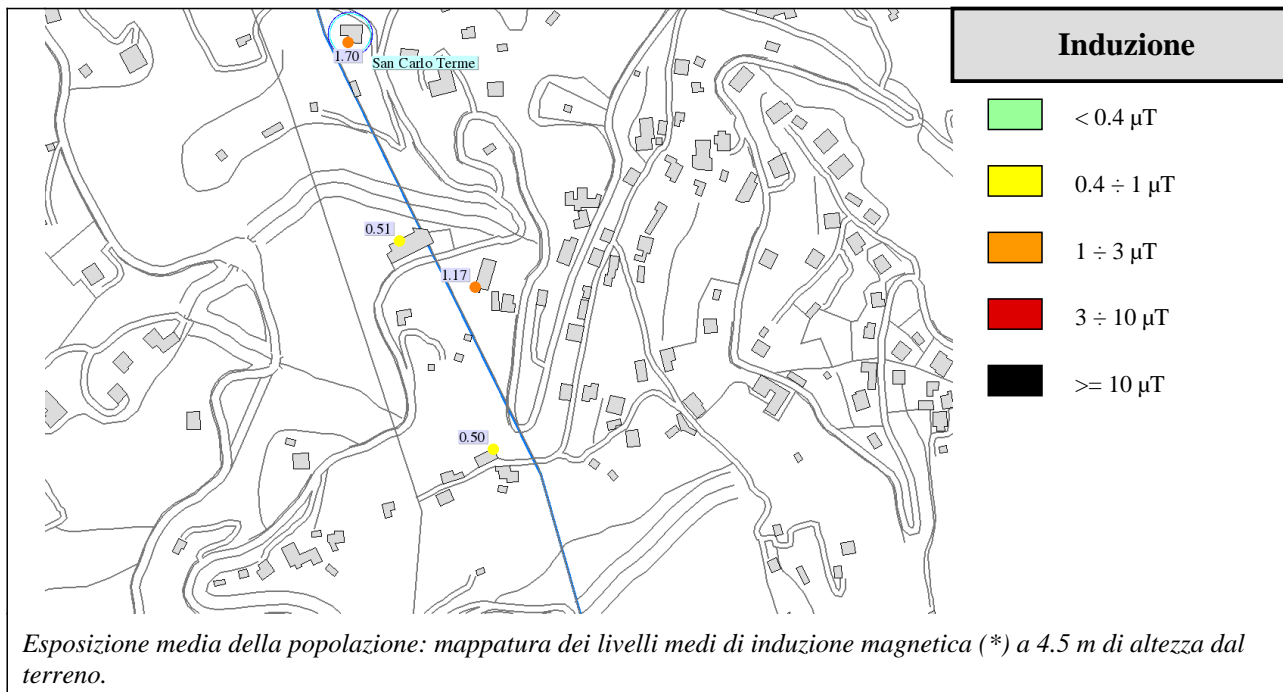 Induzione
< 0.4 µT
0.4 ÷ 1 µT
1 ÷ 3 µT
3 ÷ 10 µT
>= 10 µT
1.70
San Carlo Terme
0.51
1.17
0.50
Esposizione media della popolazione: mappatura dei livelli medi di induzione magnetica (*) a 4.5 m di altezza dal
terreno.